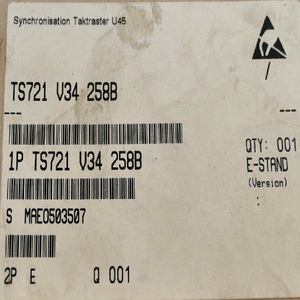 Synchronisation Taktraster U45
TS721 V34 258B
1P TS721 V34 258B
QTY: 001
E-STAND
(Version)
S MAE0503507
2P E Q 001